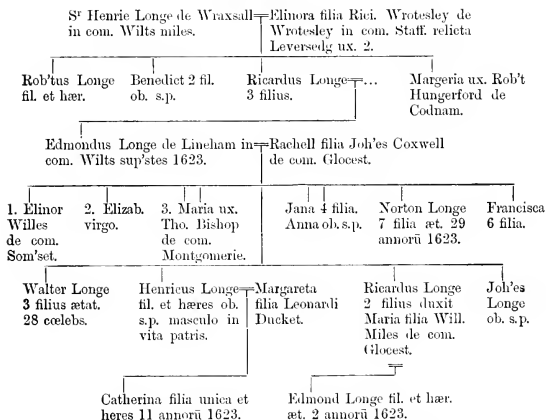 Sʳ Henrie Longe de Wraxsall
in com. Wilts miles.
Elinora filia Rici. Wrotesley de
Wrotesley in com. Staff. relicta
Leversedg ux. 2.
Rob'tus Longe
fil. et hær.
Benedict 2 fil.
ob. s.p.
Ricardus Longe
3 filius.
...
Margeria ux. Rob't
Hungerford de
Codnam.
Edmondus Longe de Lineham in
com. Wilts sup'stes 1623.
Rachell filia Joh'es Coxwell
de com. Glocest.
1. Elinor
Willes
de com.
Som'set.
2. Elizab.
virgo.
3. Maria ux.
Tho. Bishop
de com.
Montgomerie.
Jana 4 filia.
Anna ob. s.p.
Norton Longe
7 filia æt. 29
annorū 1623.
Francisca
6 filia.
Walter Longe
3 filius ætat.
28 cœlebs.
Henricus Longe
fil. et hæres ob.
s.p. masculo in
vita patris.
Margareta
filia Leonardi
Ducket.
Ricardus Longe
2 filius duxit
Maria filia Will.
Miles de com.
Glocest.
Joh'es
Longe
ob. s.p.
Catherina filia unica et
heres 11 annorū 1623.
Edmond Longe fil. et hær.
æt. 2 annorū 1623.